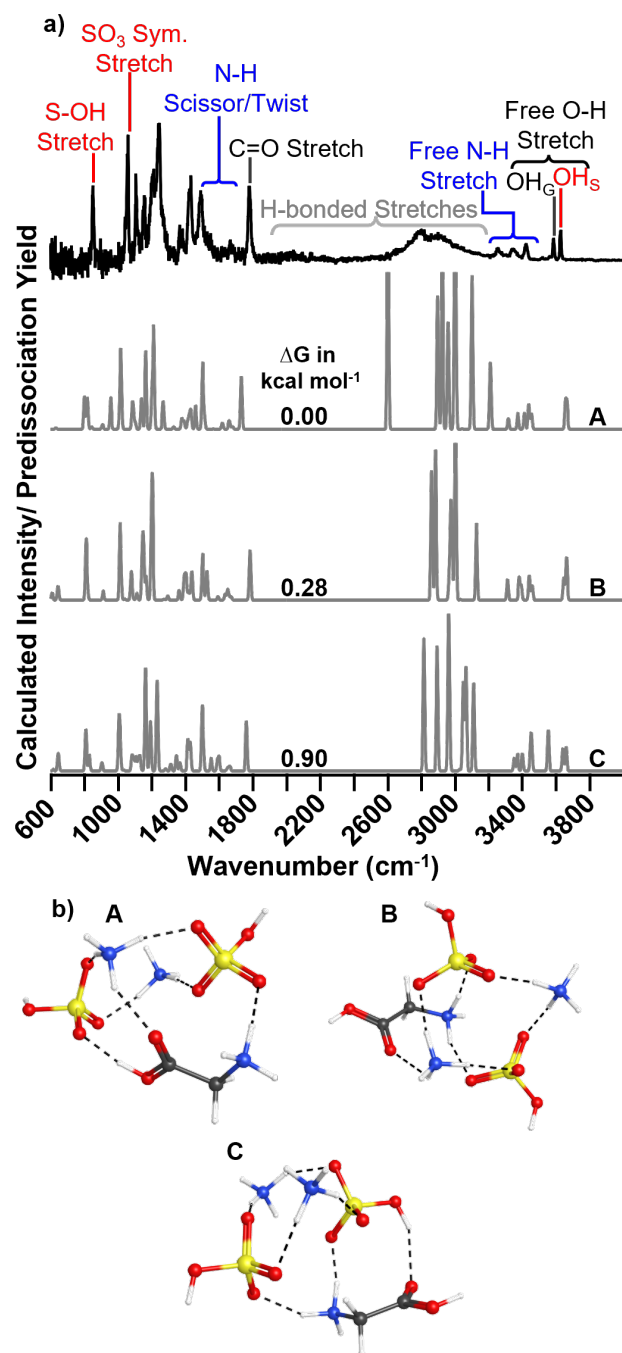 a)
SO₃ Sym.
Stretch
S-OH
Stretch
N-H
Scissor/Twist
C=O Stretch
Free O-H
Stretch
Free N-H
Stretch
OH_G
OH_S
H-bonded Stretches
Calculated Intensity/ Predissociation Yield
ΔG in
kcal mol⁻¹
0.00
A
0.28
B
0.90
C
600 1000 1400 1800 2200 2600 3000 3400 3800
Wavenumber (cm⁻¹)
b)
A
B
C